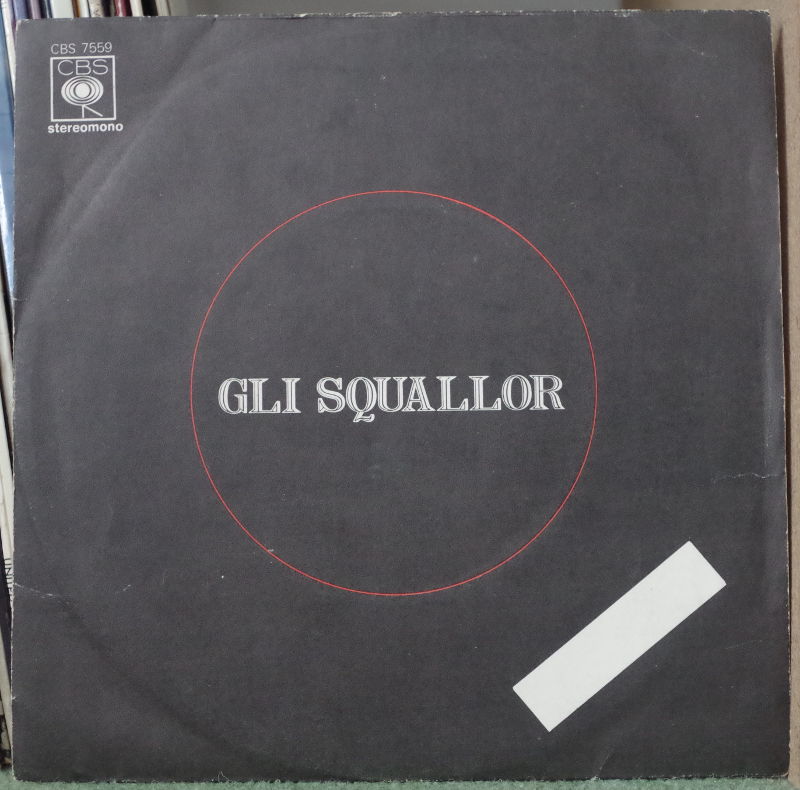 CBS 7559
CBS
stereomono
GLI SQUALLOR